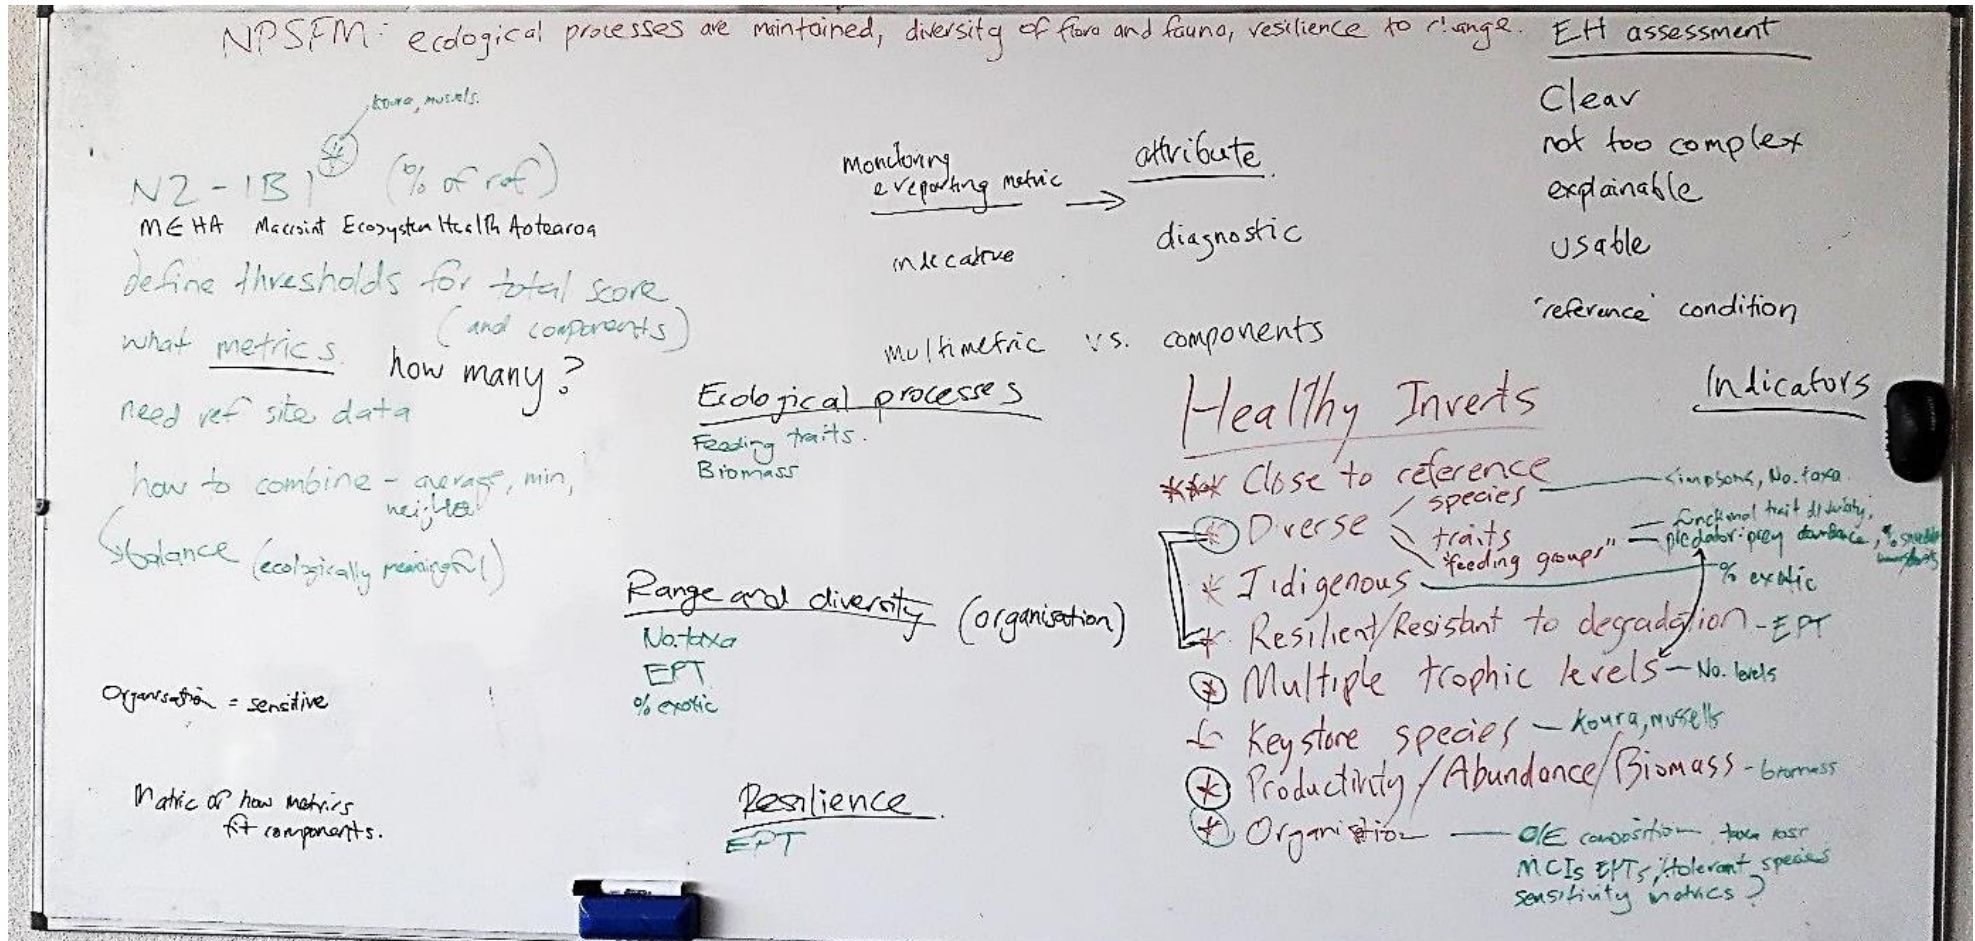 NPSFM: ecological processes are maintained, diversity of flora and fauna, resilience to change.
koura, mussels.
NZ-IBI * (% of ref)
MEHA Macroint Ecosystem Health Aotearoa
define thresholds for total score
(and components)
what metrics. how many?
need ref site data
how to combine - average, min,
weighted
balance (ecologically meaningful)
Organisation = sensitive
Matric of how metrics
fit components.
monitoring
& reporting metric → attribute
indicative diagnostic
multimetric vs. components
Ecological processes
Feeding traits.
Biomass
Range and diversity (organisation)
No. taxa
EPT
% exotic
Resilience
EPT
EH assessment
Clear
not too complex
explainable
usable
'reference' condition
Healthy Inverts Indicators
*** Close to reference
* Diverse species - Simpsons, No. taxa
traits - functional trait diversity,
"feeding groups" - predator-prey
* Idigenous - % exotic
* Resilient/Resistant to degradation - EPT
* Multiple trophic levels - No. levels
Keystone species - Koura, mussells
* Productivity/Abundance/Biomass - biomass
* Organisation - O/E composition taxa
MCIs EPTs, tolerant species
sensitivity metrics?